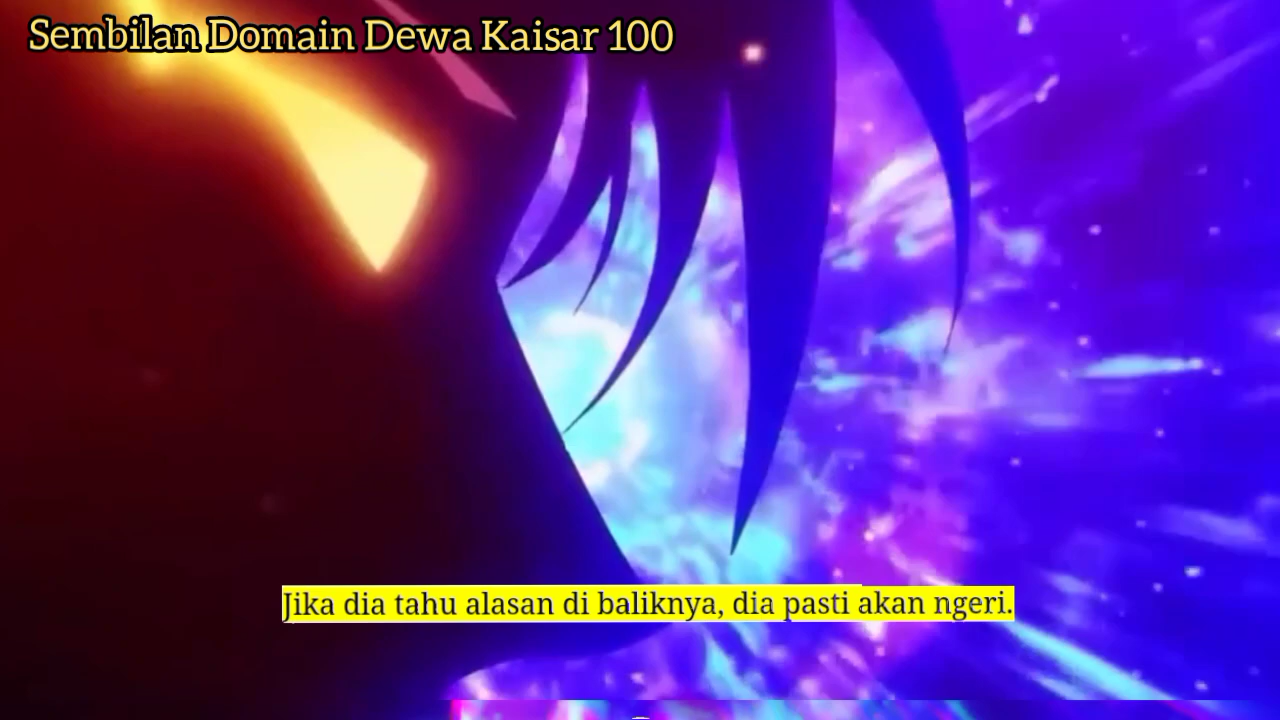 Sembilan Domain Dewa Kaisar 100
Jika dia tahu alasan di baliknya, dia pasti akan ngeri.